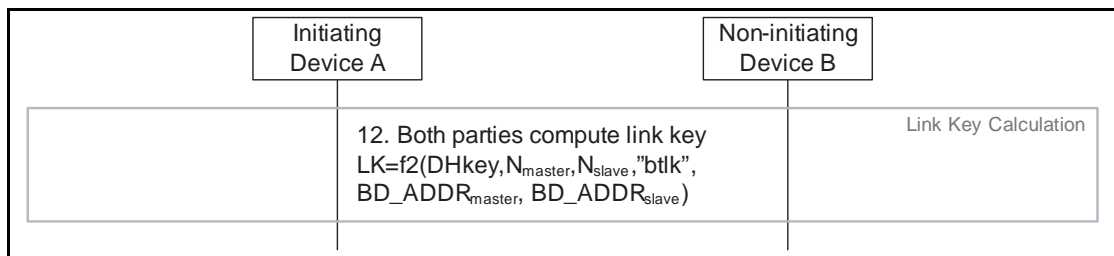 Initiating
Device A
Non-initiating
Device B
Link Key Calculation
12. Both parties compute link key
LK=f2(DHkey,Nmaster,Nslave,”btlk”,
BD_ADDRmaster, BD_ADDRslave)